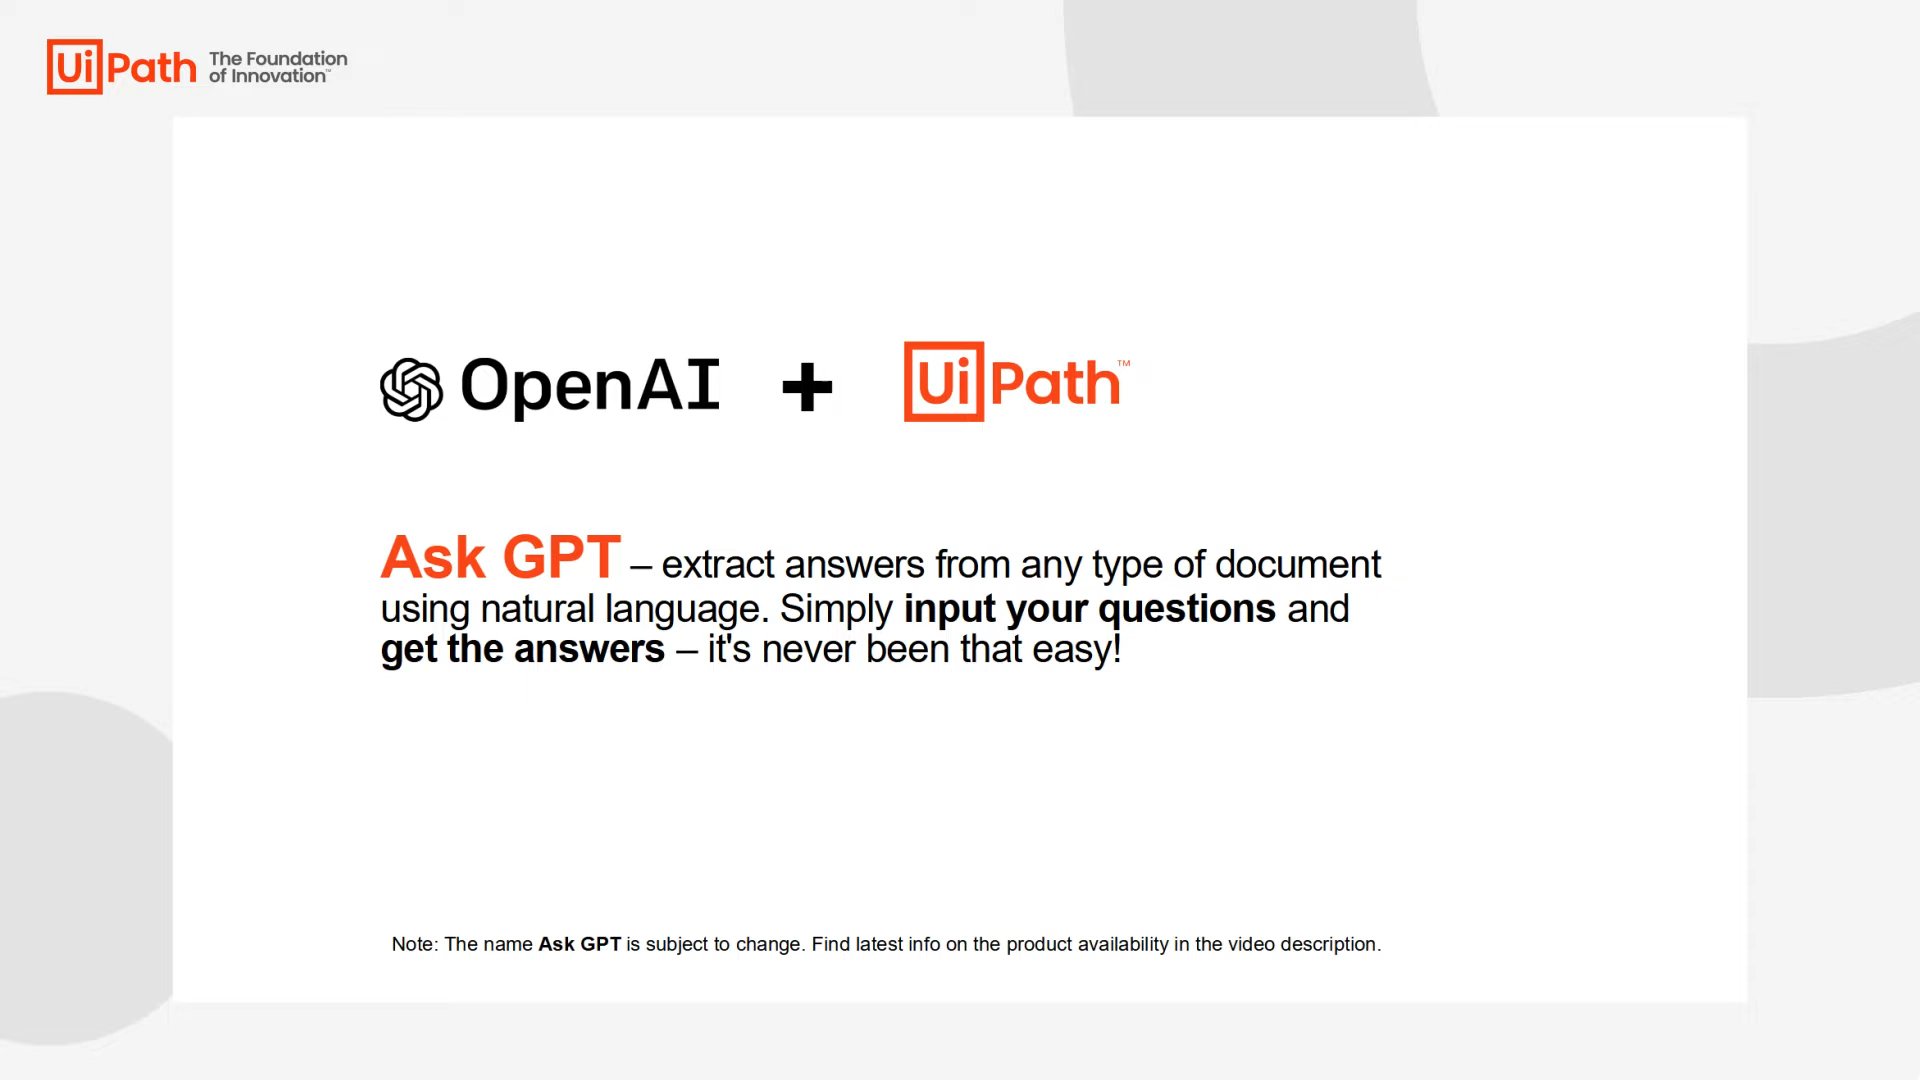 UiPath The Foundation
of Innovation™
OpenAI + UiPath™
Ask GPT – extract answers from any type of document
using natural language. Simply input your questions and
get the answers – it's never been that easy!
Note: The name Ask GPT is subject to change. Find latest info on the product availability in the video description.